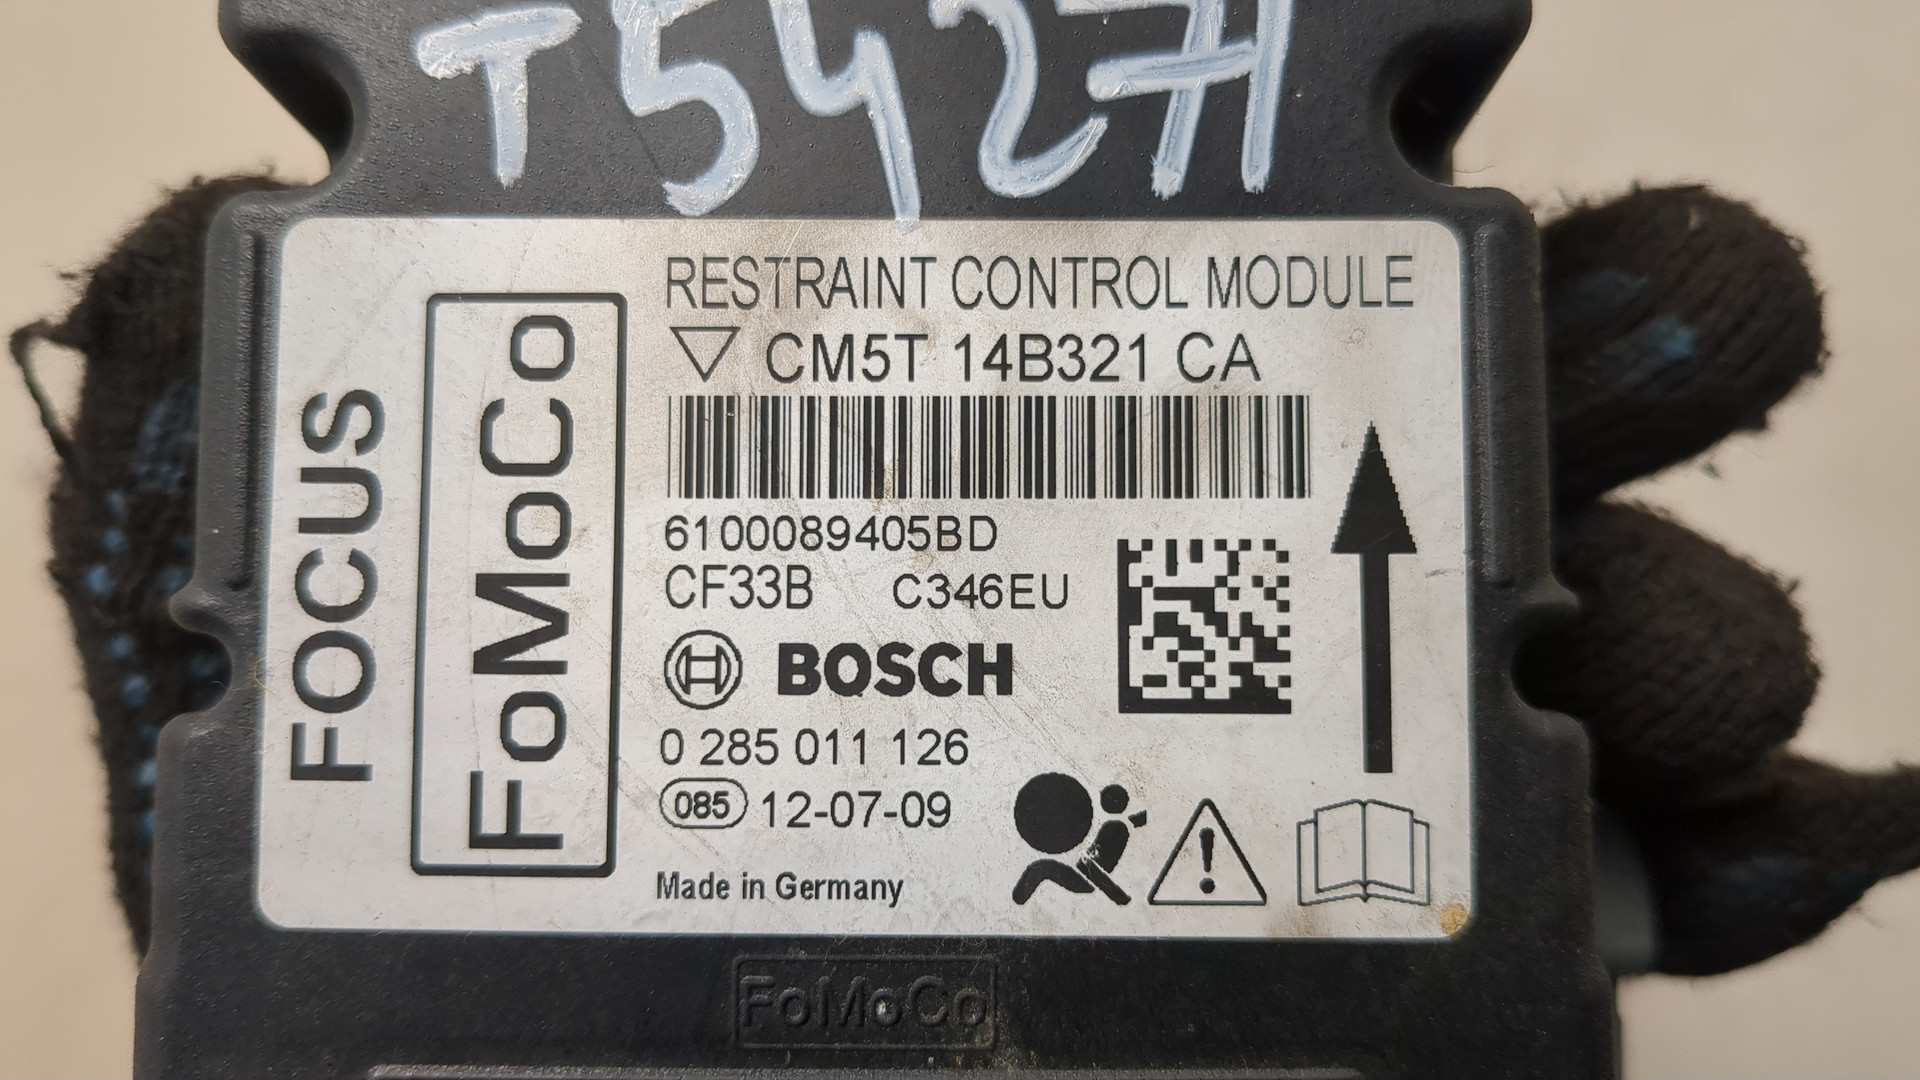 T54271
RESTRAINT CONTROL MODULE
CM5T 14B321 CA
6100089405BD
CF33B C346EU
BOSCH
0 285 011 126
085 12-07-09
Made in Germany
FOCUS
FoMoCo
FoMoCo